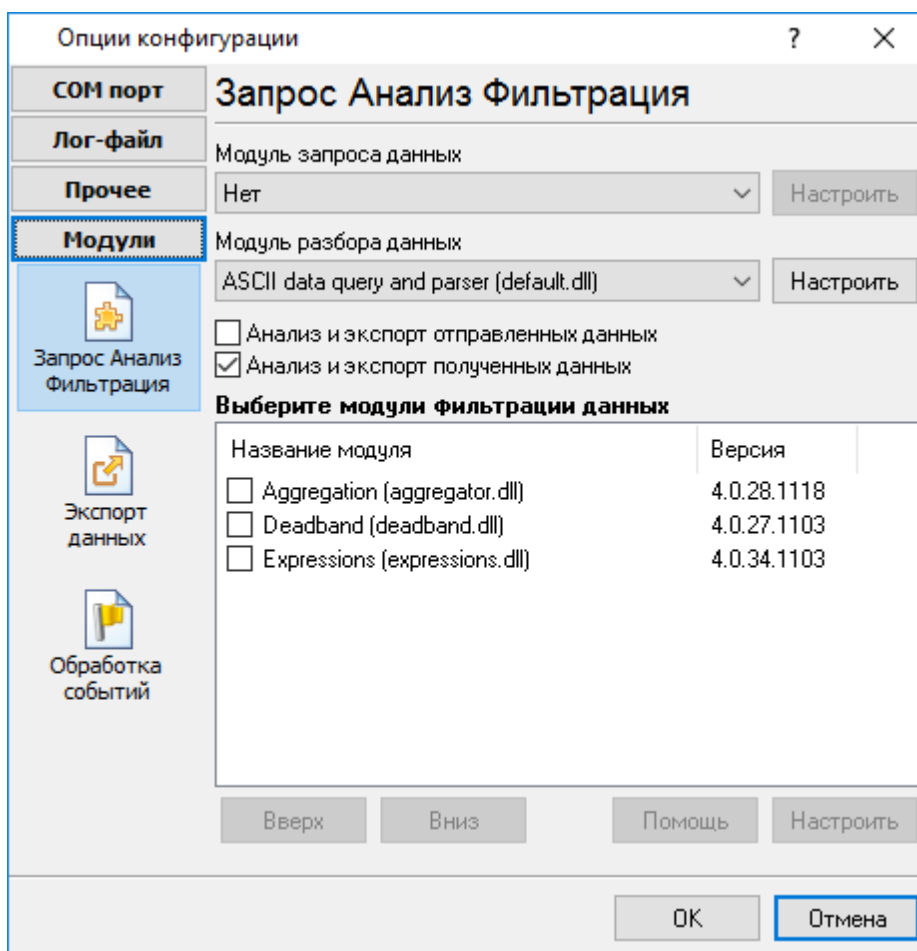 Опции конфигурации
?
COM порт
Лог-файл
Прочее
Модули
Запрос Анализ
Фильтрация
Экспорт
данных
Обработка
событий
Запрос Анализ Фильтрация
Модуль запроса данных
Нет
Настроить
Модуль разбора данных
ASCII data query and parser (default.dll)
Настроить
Анализ и экспорт отправленных данных
Анализ и экспорт полученных данных
Выберите модули фильтрации данных
Название модуля Версия
Aggregation (aggregator.dll) 4.0.28.1118
Deadband (deadband.dll) 4.0.27.1103
Expressions (expressions.dll) 4.0.34.1103
Вверх Вниз Помощь Настроить
OK Отмена